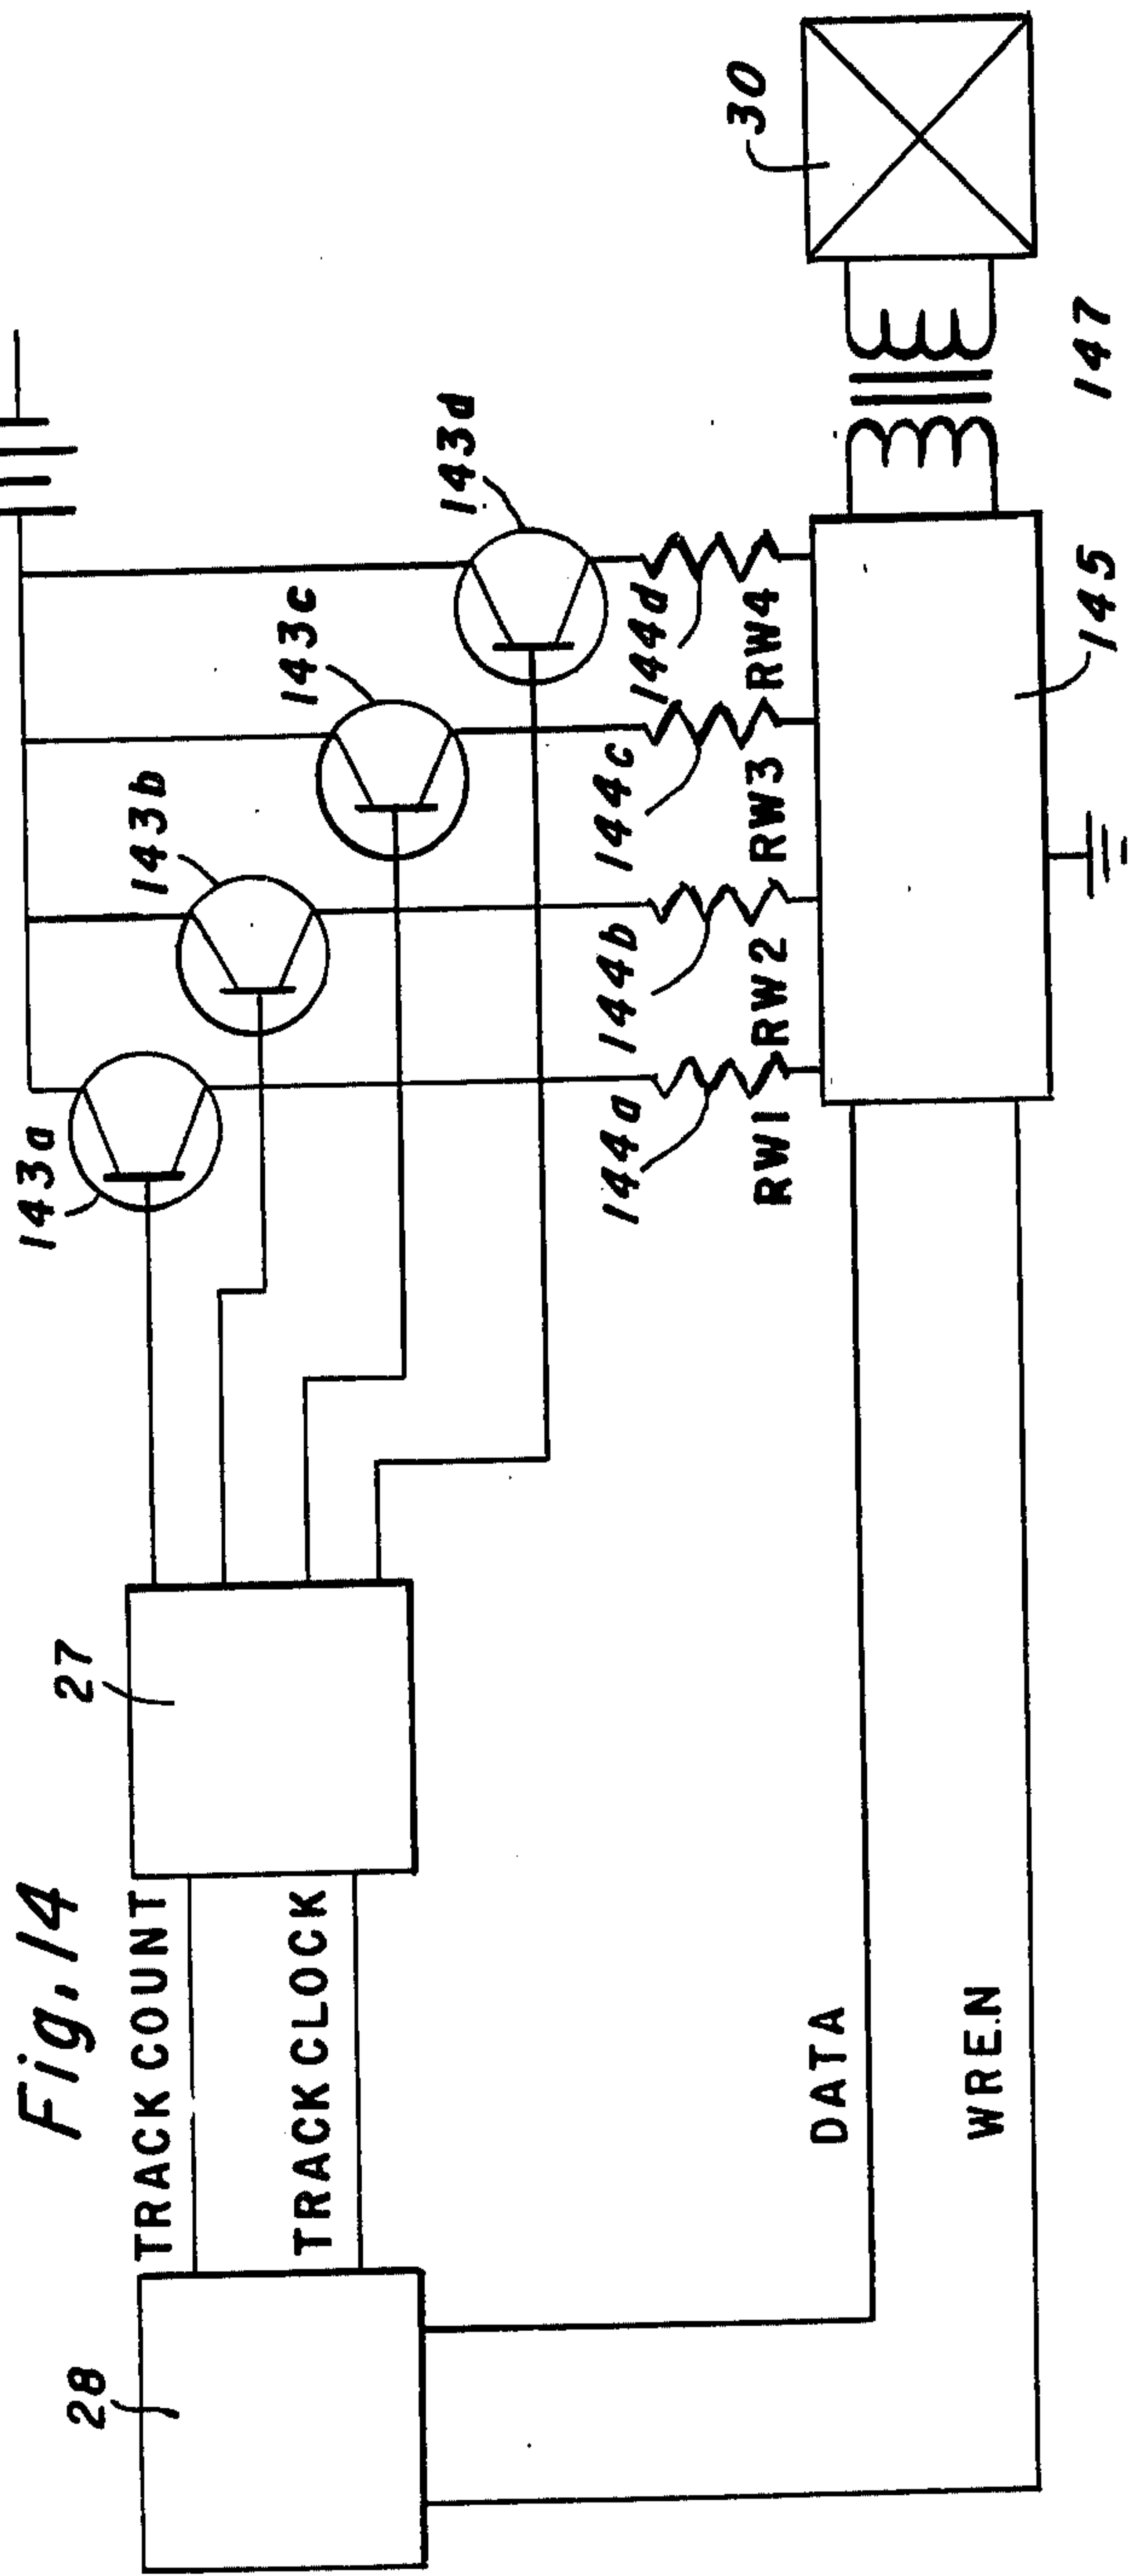 Fig. 14
28
TRACK COUNT
TRACK CLOCK
27
143a
143b
143c
143d
144a
144b
144c
144d
RW1
RW2
RW3
RW4
DATA
WREN
145
147
30